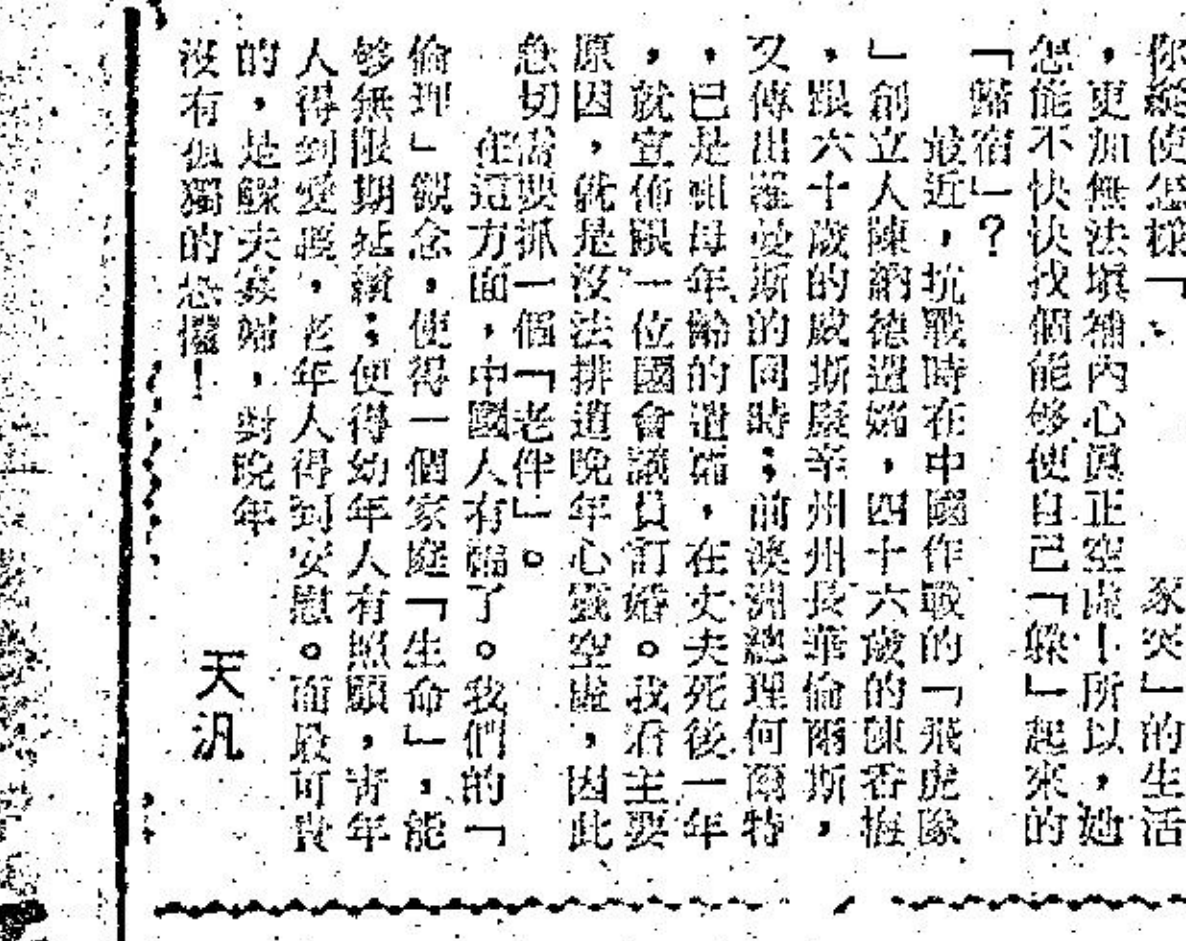 你縱使怎樣「　家突」的生活
，更加無法塡補內心眞正空虛！所以，她
怎能不快快找個能够使自己「躱」起來的
「歸宿」？
最近，抗戰時在中國作戰的「飛虎隊
」創立人陳納德遺孀，四十六歲的陳香梅
，跟六十歲的威斯康辛州州長華倫爾斯，
又傳出羅曼斯的同時；前澳洲總理何爾特
，已是祖母年齡的遺孀，在丈夫死後一年
，就宣佈跟一位國會議員訂婚。我看主要
原因，就是沒法排遣晚年心靈空虛，因此
急切需要抓一個「老伴」。
在這方面，中國人有福了。我們的「
倫理」觀念，使得一個家庭「生命」，能
够無限期延續；使得幼年人有照顧，靑年
人得到愛護，老年人得到安慰。而最可貴
的，是鰥夫寡婦，對晚年
沒有孤獨的恐懼！
天汎